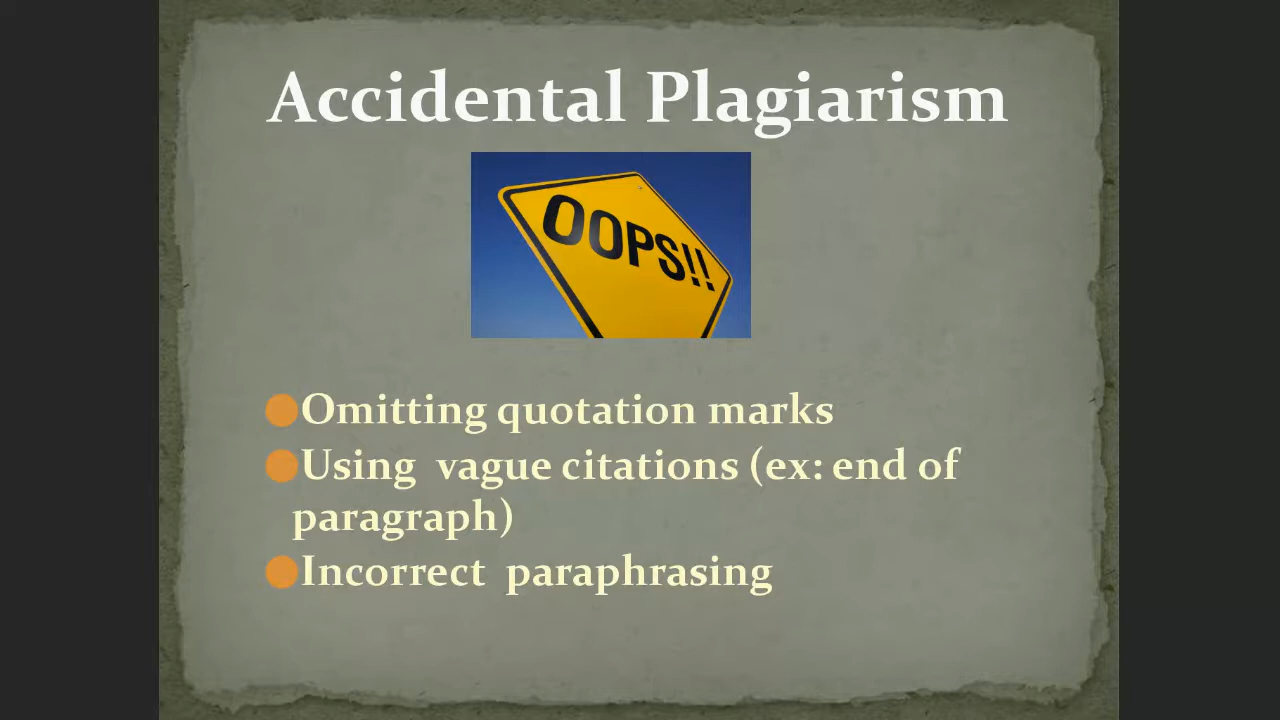 Accidental Plagiarism
OOPS!!
Omitting quotation marks
Using vague citations (ex: end of
paragraph)
Incorrect paraphrasing